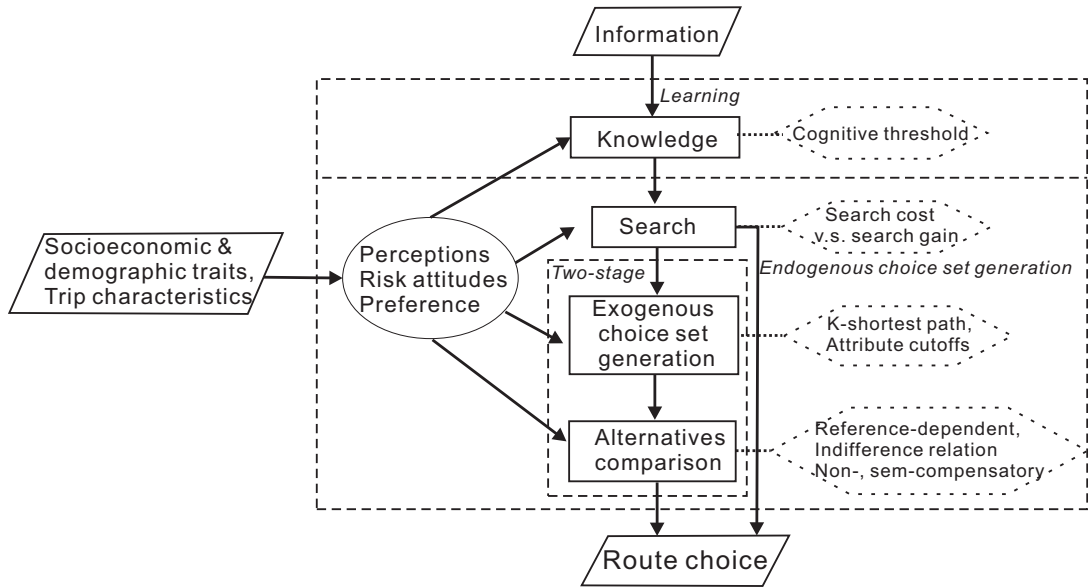 Information
Learning
Knowledge
Cognitive threshold
Socioeconomic &
demographic traits,
Trip characteristics
Perceptions
Risk attitudes
Preference
Search
Search cost
v.s. search gain
Two-stage
Endogenous choice set generation
Exogenous
choice set
generation
K-shortest path,
Attribute cutoffs
Alternatives
comparison
Reference-dependent,
Indifference relation
Non-, sem-compensatory
Route choice